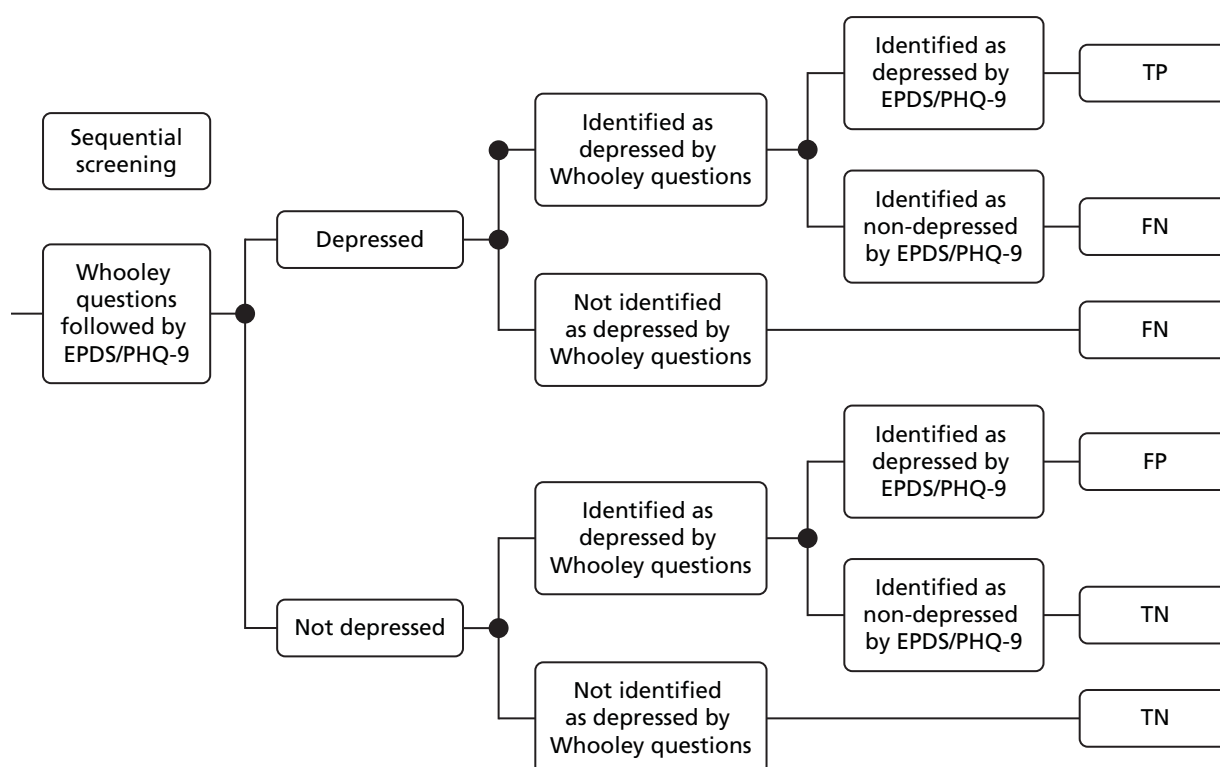 Sequential
screening
Whooley
questions
followed by
EPDS/PHQ-9
Depressed
Identified as
depressed by
Whooley questions
Identified as
depressed by
EPDS/PHQ-9
TP
Identified as
non-depressed
by EPDS/PHQ-9
FN
Not identified
as depressed by
Whooley questions
FN
Not depressed
Identified as
depressed by
Whooley questions
Identified as
depressed by
EPDS/PHQ-9
FP
Identified as
non-depressed
by EPDS/PHQ-9
TN
Not identified
as depressed by
Whooley questions
TN